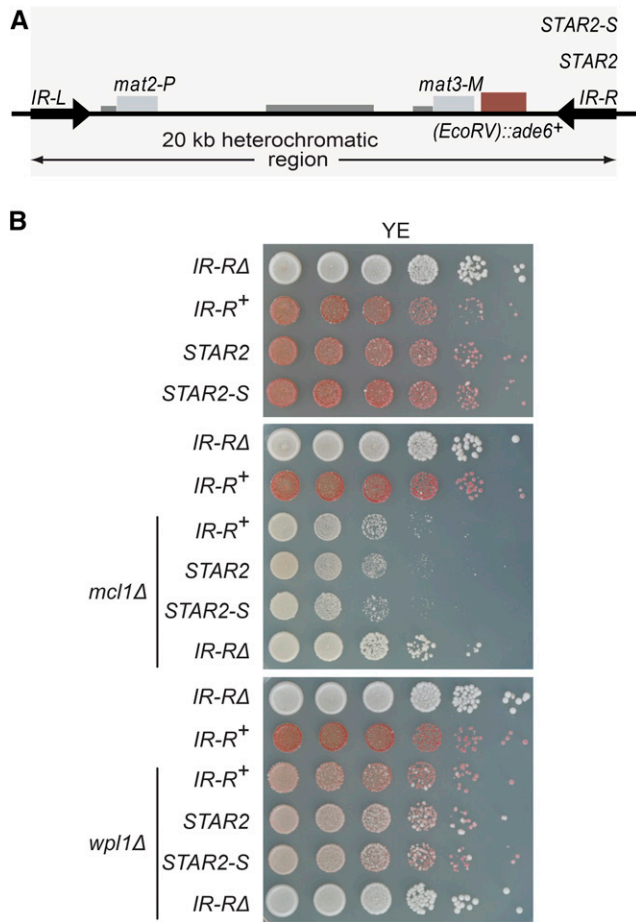 A
STAR2-S
STAR2
IR-L
mat2-P
mat3-M
IR-R
(EcoRV)::ade6+
20 kb heterochromatic
region
B
YE
IR-RΔ
IR-R+
STAR2
STAR2-S
IR-RΔ
IR-R+
mcl1Δ
IR-R+
STAR2
STAR2-S
IR-RΔ
IR-RΔ
IR-R+
wpl1Δ
IR-R+
STAR2
STAR2-S
IR-RΔ